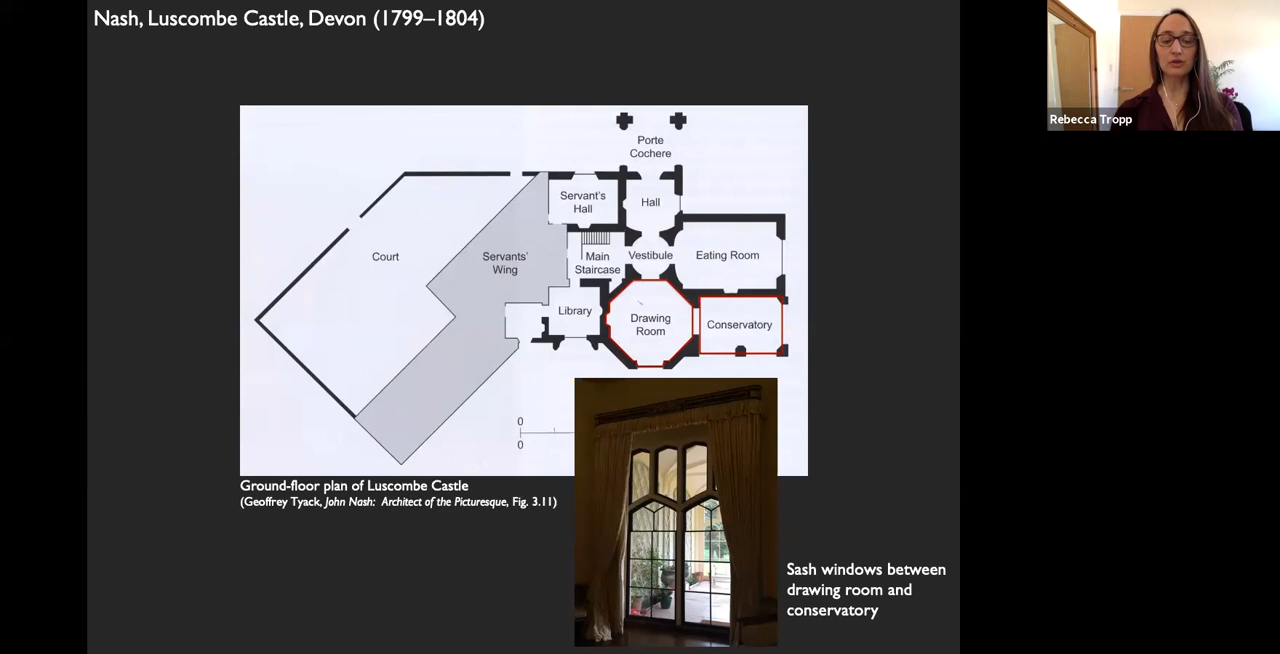 Nash, Luscombe Castle, Devon (1799–1804)
Rebecca Tropp
Porte
Cochere
Servant's
Hall
Hall
Court
Servants'
Wing
Main
Staircase
Vestibule
Eating Room
Library
Drawing
Room
Conservatory
0
0
Ground-floor plan of Luscombe Castle
(Geoffrey Tyack, John Nash: Architect of the Picturesque, Fig. 3.11)
Sash windows between
drawing room and
conservatory